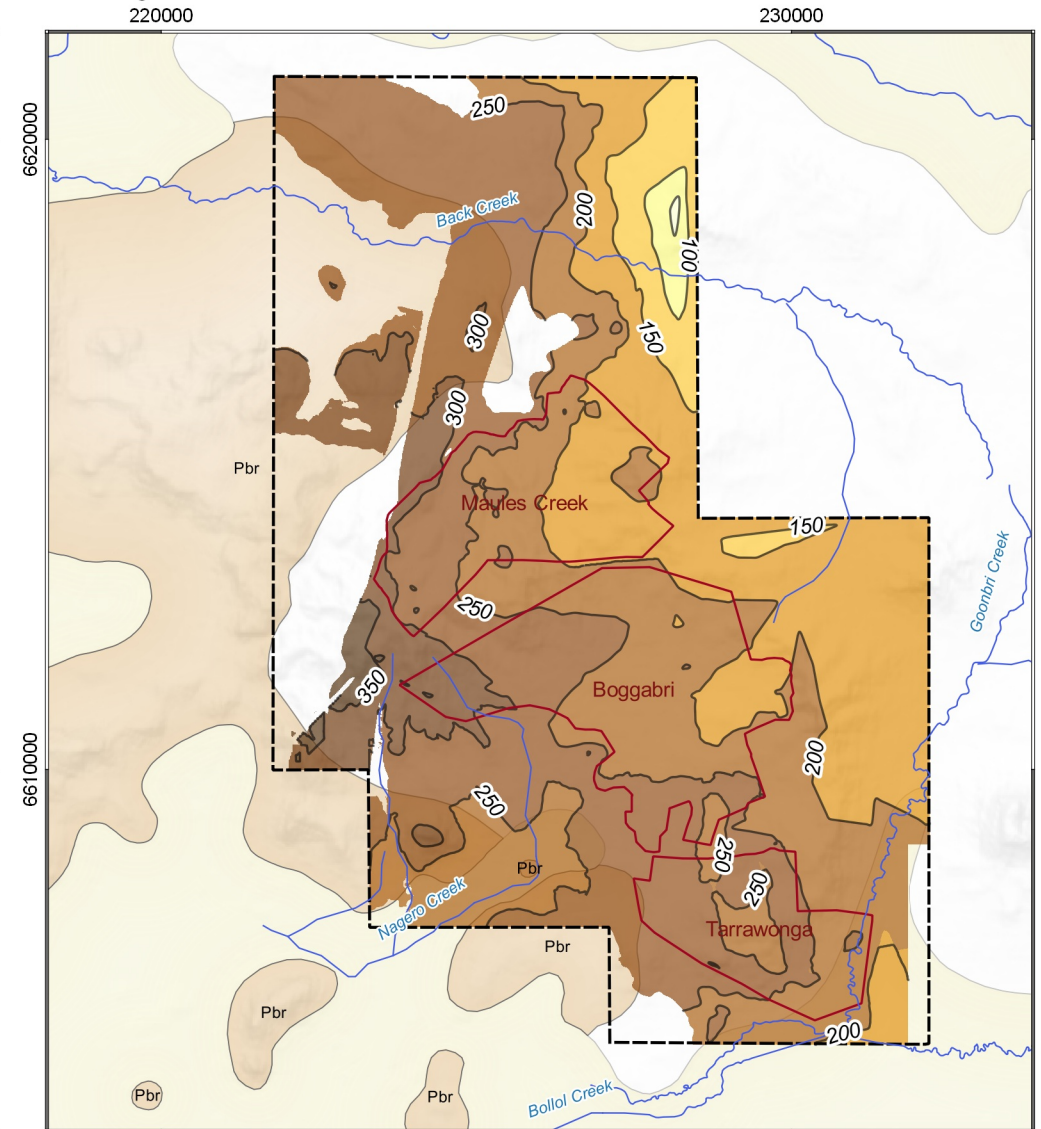 220000
230000
6620000
250
Back Creek
200
100
300
150
300
Pbr
Maules Creek
150
Goonbri Creek
250
350
Boggabri
200
6610000
250
250
Pbr
250
Nagero Creek
Tarrawonga
Pbr
Pbr
200
Pbr
Pbr
Bollol Creek